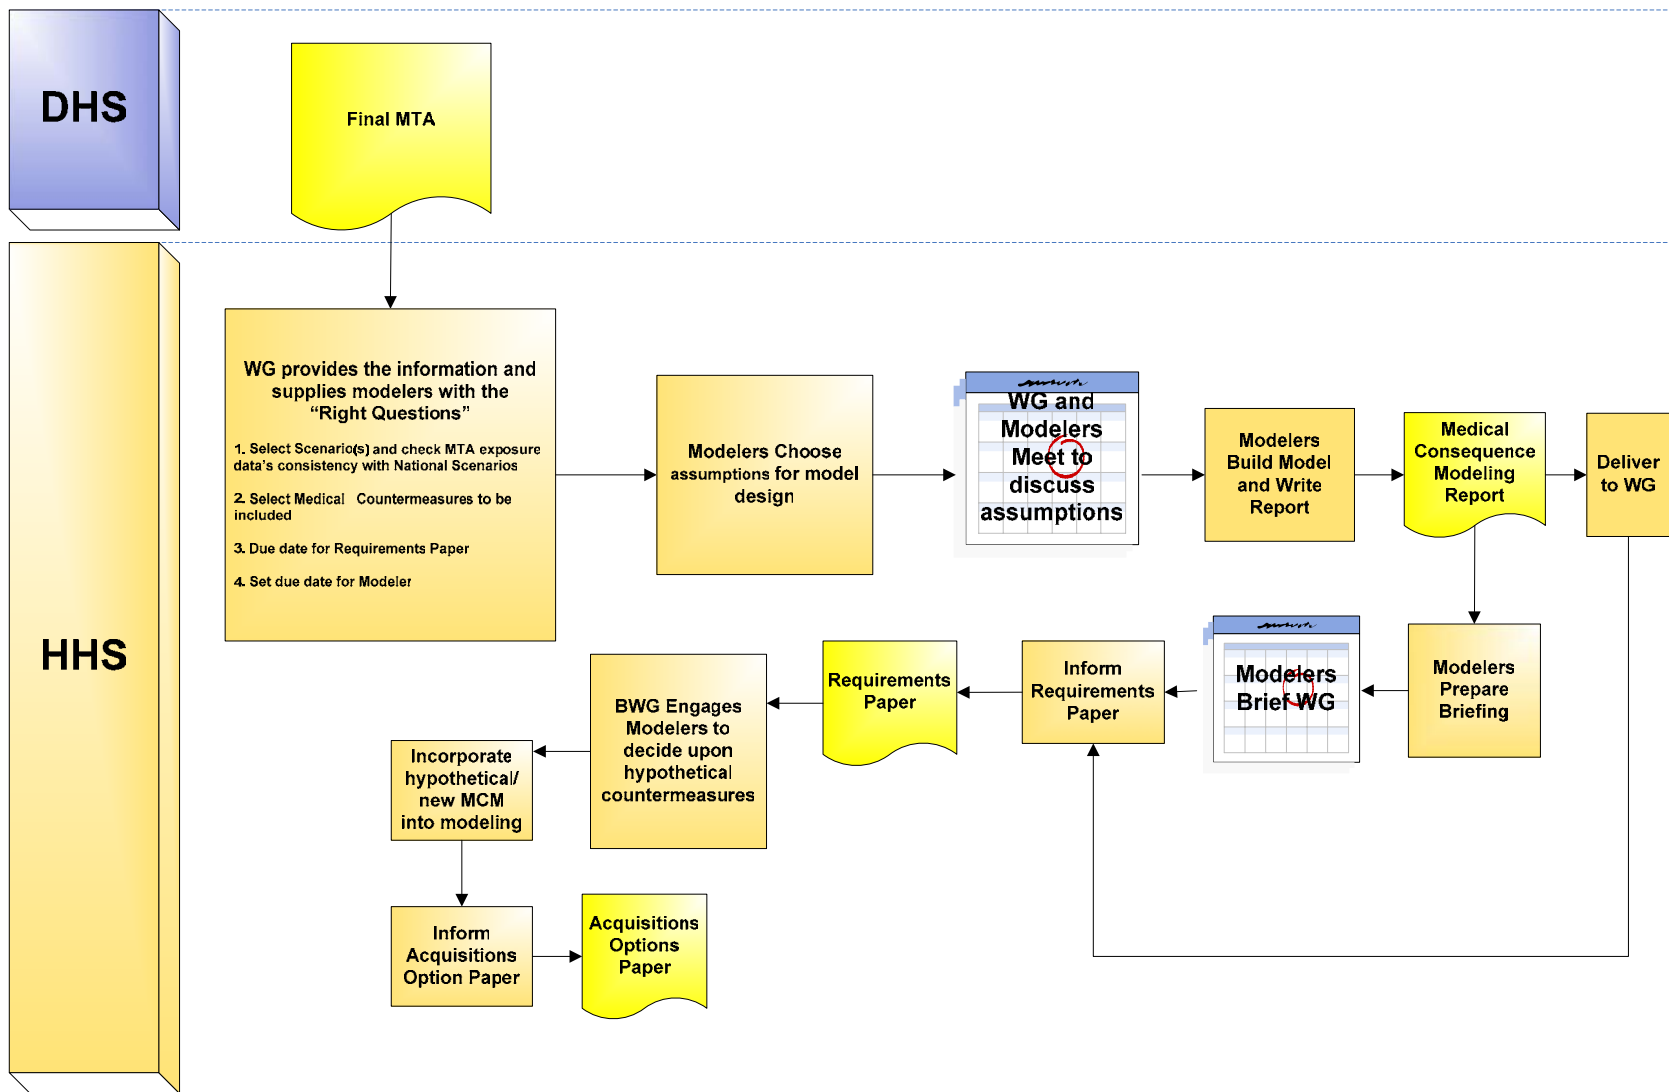 DHS
Final MTA
HHS
WG provides the information and
supplies modelers with the
“Right Questions”
1. Select Scenario(s) and check MTA exposure
data’s consistency with National Scenarios
2. Select Medical Countermeasures to be
included
3. Due date for Requirements Paper
4. Set due date for Modeler
Modelers Choose
assumptions for model
design
WG and
Modelers
Meet to
discuss
assumptions
Modelers
Build Model
and Write
Report
Medical
Consequence
Modeling
Report
Deliver
to WG
Modelers
Prepare
Briefing
Modelers
Brief WG
Inform
Requirements
Paper
Requirements
Paper
BWG Engages
Modelers to
decide upon
hypothetical
countermeasures
Incorporate
hypothetical/
new MCM
into modeling
Inform
Acquisitions
Option Paper
Acquisitions
Options
Paper